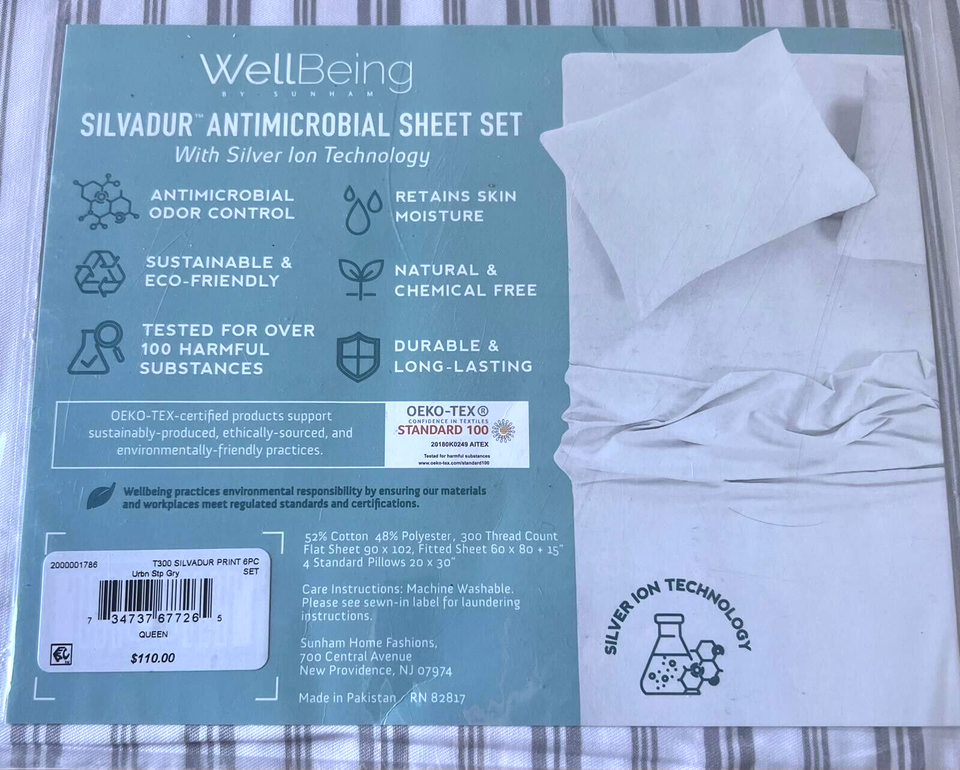 WellBeing
BY SUNHAM
SILVADUR™ ANTIMICROBIAL SHEET SET
With Silver Ion Technology
ANTIMICROBIAL
ODOR CONTROL
RETAINS SKIN
MOISTURE
SUSTAINABLE &
ECO-FRIENDLY
NATURAL &
CHEMICAL FREE
TESTED FOR OVER
100 HARMFUL
SUBSTANCES
DURABLE &
LONG-LASTING
OEKO-TEX-certified products support
sustainably-produced, ethically-sourced, and
environmentally-friendly practices.
OEKO-TEX®
CONFIDENCE IN TEXTILES
STANDARD 100
20180K0249 AITEX
Tested for harmful substances
www.oeko-tex.com/standard100
Wellbeing practices environmental responsibility by ensuring our materials
and workplaces meet regulated standards and certifications.
2000001786 T300 SILVADUR PRINT 6PC
Urbn Stp Gry SET
7 34737 67726 5
QUEEN
$110.00
52% Cotton 48% Polyester, 300 Thread Count
Flat Sheet 90 x 102, Fitted Sheet 60 x 80 + 15"
4 Standard Pillows 20 x 30"
Care Instructions: Machine Washable.
Please see sewn-in label for laundering
instructions.
Sunham Home Fashions,
700 Central Avenue
New Providence, NJ 07974
Made in Pakistan RN 82817
SILVER ION TECHNOLOGY